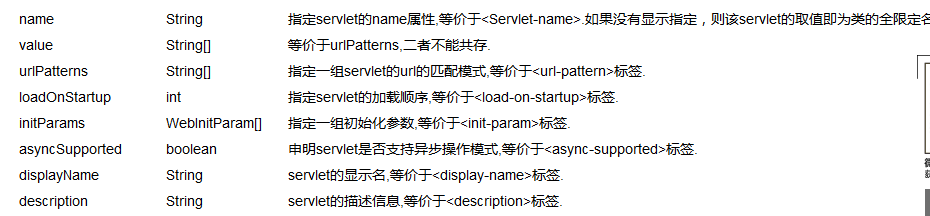 name String 指定servlet的name属性,等价于<Servlet-name>.如果没有显示指定，则该servlet的取值即为类的全限定名
value String[] 等价于urlPatterns,二者不能共存.
urlPatterns String[] 指定一组servlet的url的匹配模式,等价于<url-pattern>标签.
loadOnStartup int 指定servlet的加载顺序,等价于<load-on-startup>标签.
initParams WebInitParam[] 指定一组初始化参数,等价于<init-param>标签.
asyncSupported boolean 申明servlet是否支持异步操作模式,等价于<async-supported>标签.
displayName String servlet的显示名,等价于<display-name>标签.
description String servlet的描述信息,等价于<description>标签.